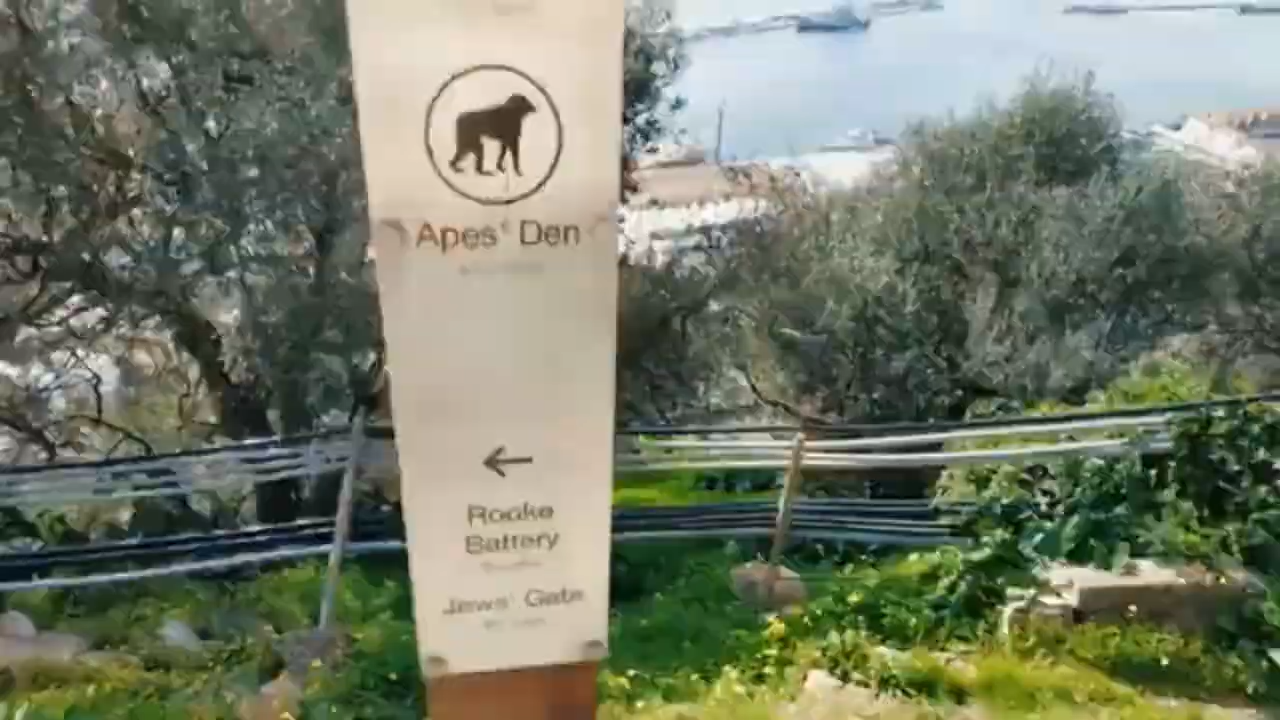 Apes' Den
←
Rooke
Battery
Jews' Gate